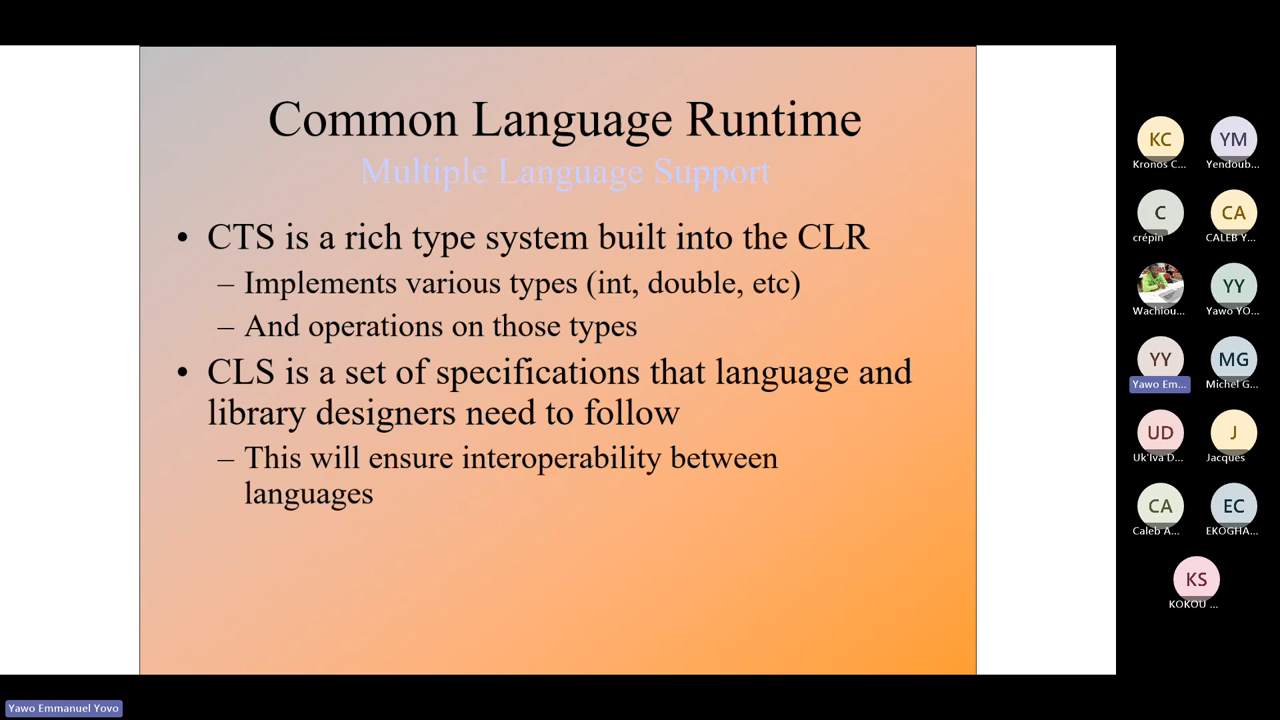 Common Language Runtime
Multiple Language Support
• CTS is a rich type system built into the CLR
– Implements various types (int, double, etc)
– And operations on those types
• CLS is a set of specifications that language and
library designers need to follow
– This will ensure interoperability between
languages
KC
Kronos C...
YM
Yendoub...
C
crépin
CA
CALEB Y...
Wachiou...
YY
Yawo YO...
YY
Yawo Em...
MG
Michel G...
UD
Uk'Iva D...
J
Jacques
CA
Caleb A...
EC
EKOGHA...
KS
KOKOU ...
Yawo Emmanuel Yovo